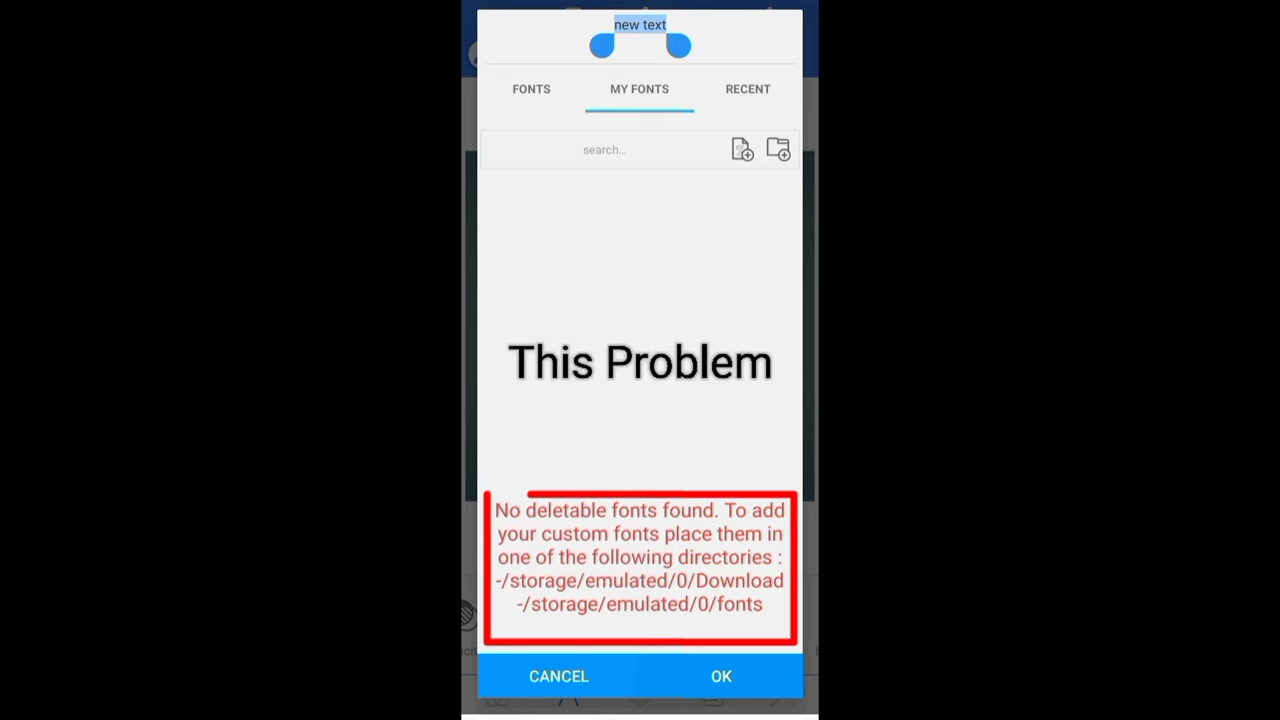 new text
FONTS MY FONTS RECENT
search...
This Problem
No deletable fonts found. To add
your custom fonts place them in
one of the following directories :
-/storage/emulated/0/Download
-/storage/emulated/0/fonts
CANCEL OK